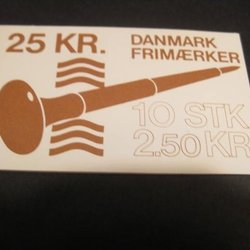 25 KR.
DANMARK
FRIMÆRKER
10 STK.
2.50 KR